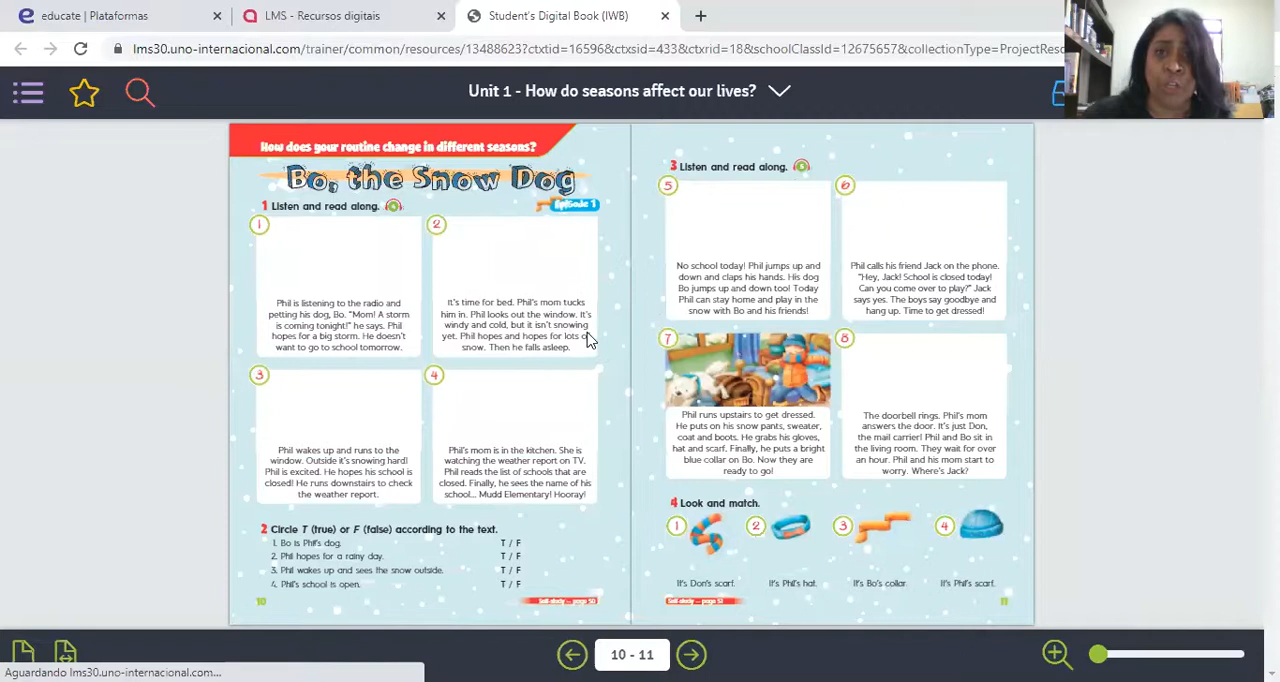 educate | Plataformas
LMS - Recursos digitais
Student's Digital Book (IWB)
lms30.uno-internacional.com/trainer/common/resources/13488623?ctxtid=16596&ctxsid=433&ctxrid=18&schoolClassId=12675657&collectionType=ProjectReso
Unit 1 - How do seasons affect our lives?
How does your routine change in different seasons?
Bo, the Snow Dog
1 Listen and read along.
Episode 1
1
Phil is listening to the radio and
petting his dog, Bo. "Mom! A storm
is coming tonight!" he says. Phil
hopes for a big storm. He doesn't
want to go to school tomorrow.
2
It's time for bed. Phil's mom tucks
him in. Phil looks out the window. It's
windy and cold, but it isn't snowing
yet. Phil hopes and hopes for lots of
snow. Then he falls asleep.
3
Phil wakes up and runs to the
window. Outside it's snowing hard!
Phil is excited. He hopes his school is
closed! He runs downstairs to check
the weather report.
4
Phil's mom is in the kitchen. She is
watching the weather report on TV.
Phil reads the list of schools that are
closed. Finally, he sees the name of his
school... Mudd Elementary! Hooray!
2 Circle T (true) or F (false) according to the text.
1. Bo is Phil's dog. T / F
2. Phil hopes for a rainy day. T / F
3. Phil wakes up and sees the snow outside. T / F
4. Phil's school is open. T / F
10
Self-study – page 50
3 Listen and read along.
5
No school today! Phil jumps up and
down and claps his hands. His dog
Bo jumps up and down too! Today
Phil can stay home and play in the
snow with Bo and his friends!
6
Phil calls his friend Jack on the phone.
"Hey, Jack! School is closed today!
Can you come over to play?" Jack
says yes. The boys say goodbye and
hang up. Time to get dressed!
7
Phil runs upstairs to get dressed.
He puts on his snow pants, sweater,
coat and boots. He grabs his gloves,
hat and scarf. Finally, he puts a bright
blue collar on Bo. Now they are
ready to go!
8
The doorbell rings. Phil's mom
answers the door. It's just Don,
the mail carrier! Phil and Bo sit in
the living room. They wait for over
an hour. Phil and his mom start to
worry. Where's Jack?
4 Look and match.
1 2 3 4
It's Don's scarf. It's Phil's hat. It's Bo's collar. It's Phil's scarf.
Self-study – page
11
10 - 11
Aguardando lms30.uno-internacional.com...